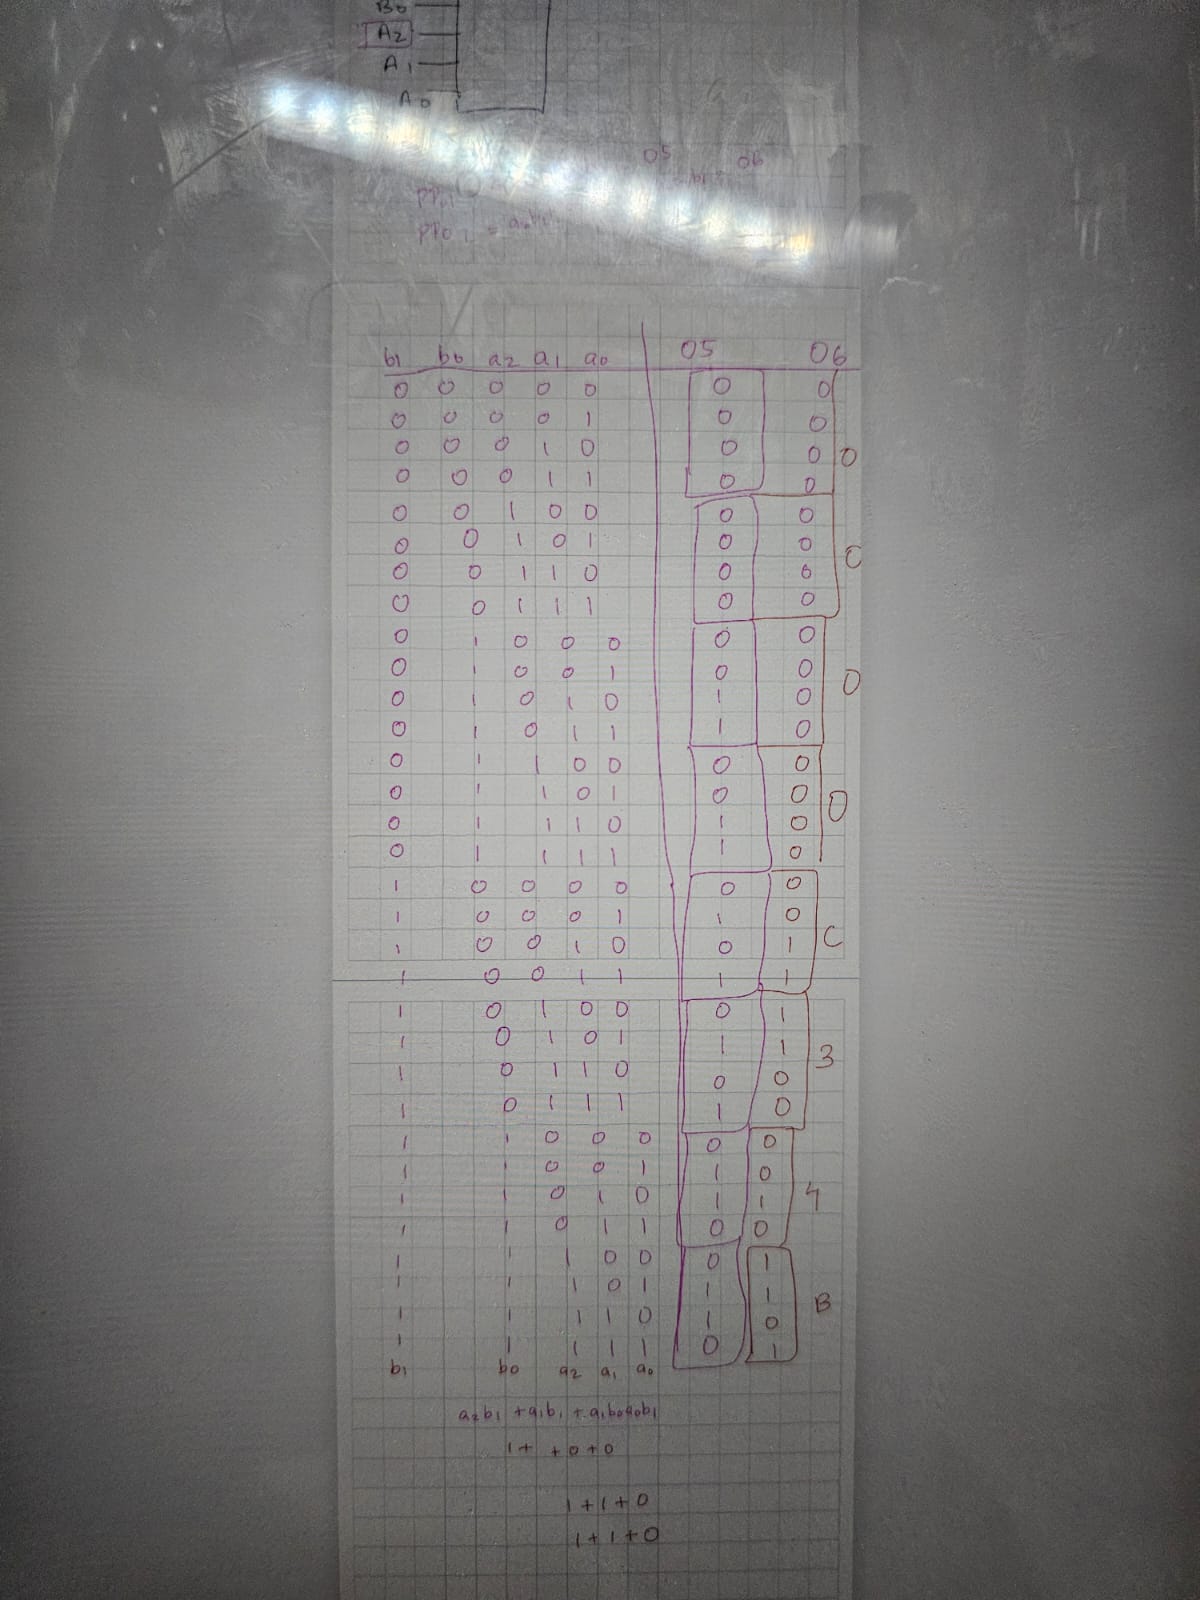 B0
A2
A1
A0
O5 O6
PP01
PP02 = a0b1
b1 b0 a2 a1 a0 O5 O6
0 0 0 0 0 0 0
0 0 0 0 1 0 0
0 0 0 1 0 0 0 0
0 0 0 1 1 0 0
0 0 1 0 0 0 0
0 0 1 0 1 0 0 0
0 0 1 1 0 0 0
0 0 1 1 1 0 0
0 1 0 0 0 0 0
0 1 0 0 1 0 0 0
0 1 0 1 0 1 0
0 1 0 1 1 1 0
0 1 1 0 0 0 0
0 1 1 0 1 0 0 0
0 1 1 1 0 1 0
0 1 1 1 1 1 0
1 0 0 0 0 0 0
1 0 0 0 1 1 0 C
1 0 0 1 0 0 1
1 0 0 1 1 1 1
1 0 1 0 0 0 1
1 0 1 0 1 1 1 3
1 0 1 1 0 0 0
1 0 1 1 1 1 0
1 1 0 0 0 0 0
1 1 0 0 1 1 0
1 1 0 1 0 1 1 4
1 1 0 1 1 0 0
1 1 1 0 0 0 1
1 1 1 0 1 1 1 B
1 1 1 1 0 1 0
1 1 1 1 1 0 1
b1 b0 a2 a1 a0
a2b1 + a1b1 + a1b0a0b1
1+ +0+0
1+1+0
1+1+0